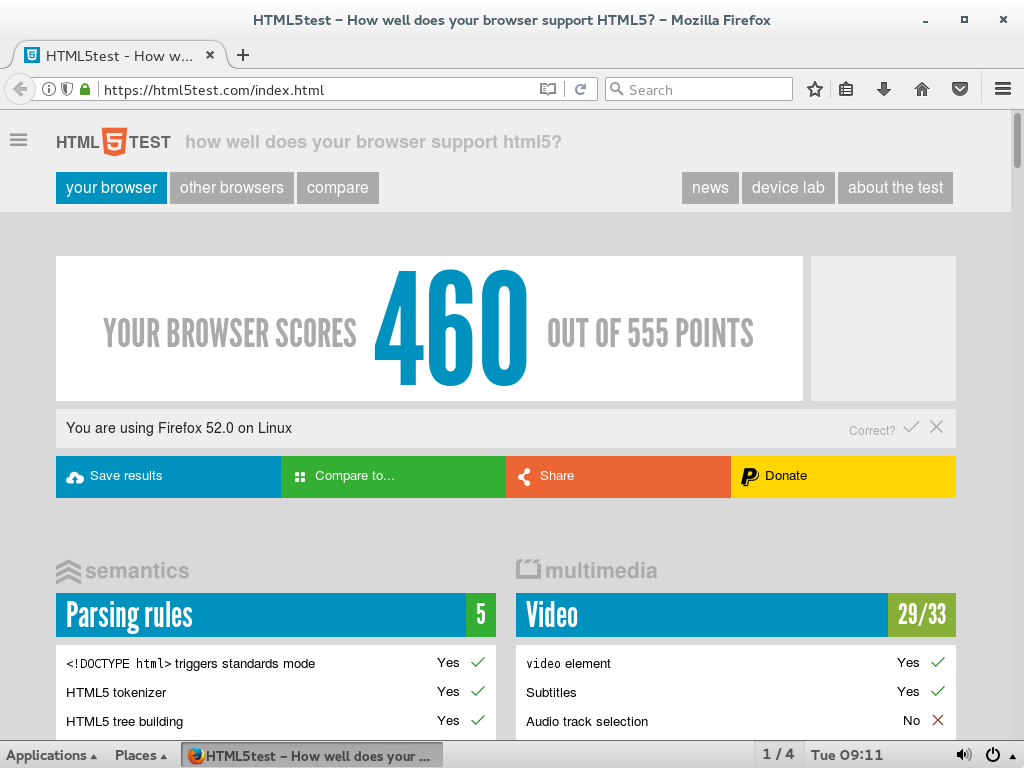 HTML5test – How well does your browser support HTML5? – Mozilla Firefox
HTML5test - How w...
https://html5test.com/index.html
Search
HTML 5 TEST how well does your browser support html5?
your browser other browsers compare news device lab about the test
YOUR BROWSER SCORES 460 OUT OF 555 POINTS
You are using Firefox 52.0 on Linux Correct?
Save results Compare to... Share Donate
semantics
Parsing rules 5
<!DOCTYPE html> triggers standards mode Yes
HTML5 tokenizer Yes
HTML5 tree building Yes
multimedia
Video 29/33
video element Yes
Subtitles Yes
Audio track selection No
Applications Places HTML5test – How well does your ... 1 / 4 Tue 09:11